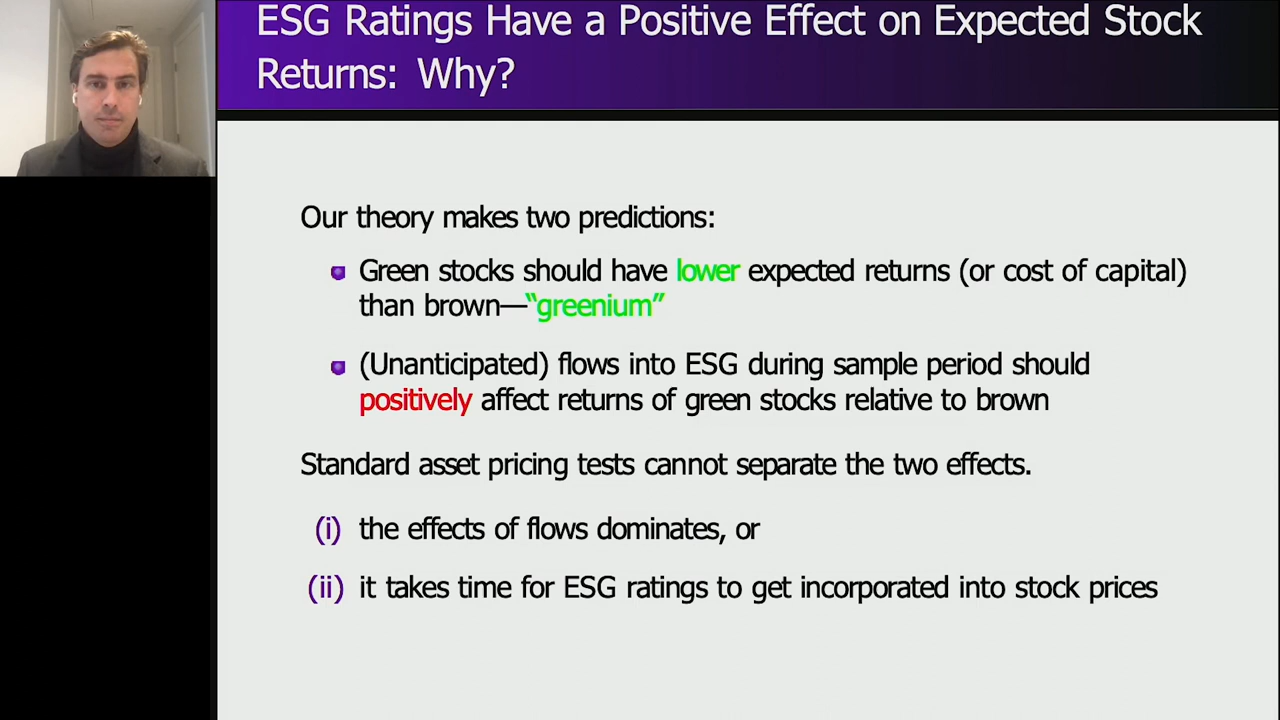 ESG Ratings Have a Positive Effect on Expected Stock
Returns: Why?
Our theory makes two predictions:
Green stocks should have lower expected returns (or cost of capital)
than brown—“greenium”
(Unanticipated) flows into ESG during sample period should
positively affect returns of green stocks relative to brown
Standard asset pricing tests cannot separate the two effects.
(i) the effects of flows dominates, or
(ii) it takes time for ESG ratings to get incorporated into stock prices